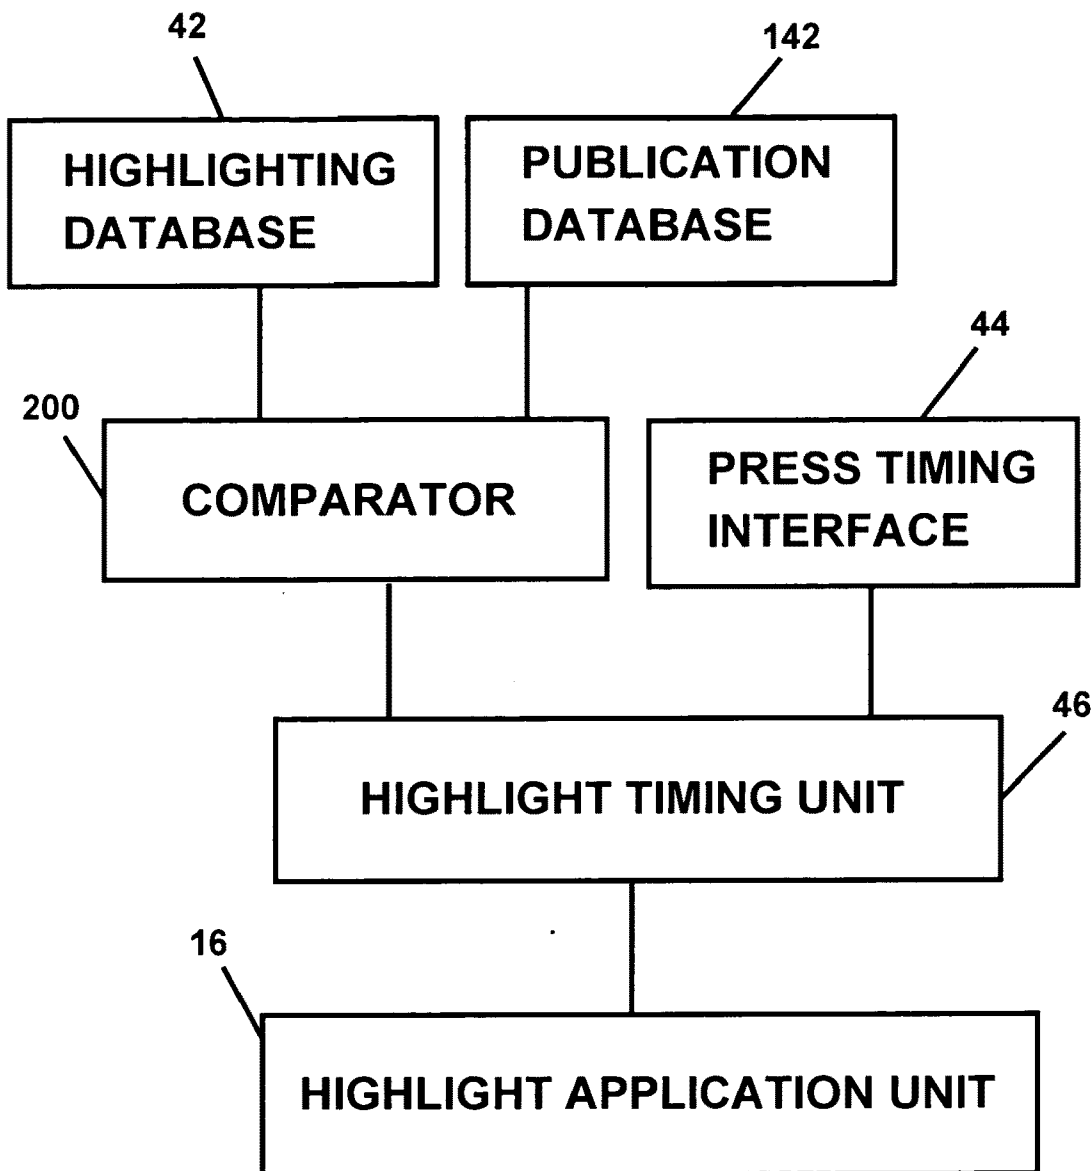 42
142
HIGHLIGHTING
DATABASE
PUBLICATION
DATABASE
44
200
COMPARATOR
PRESS TIMING
INTERFACE
46
HIGHLIGHT TIMING UNIT
16
HIGHLIGHT APPLICATION UNIT